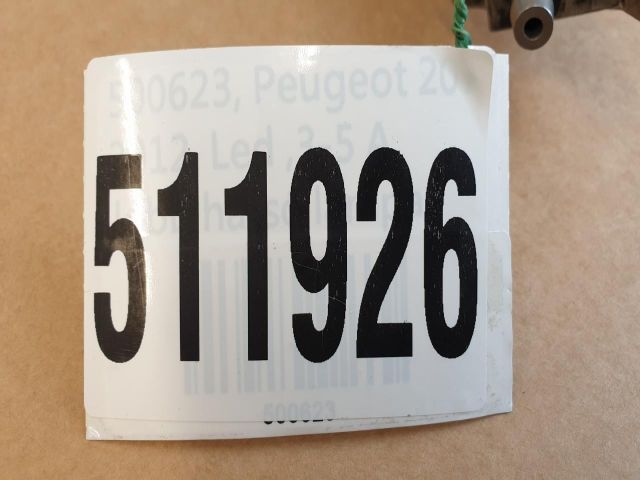 500623, Peugeot 20
2012, Led ,3-5 A
511926
500623